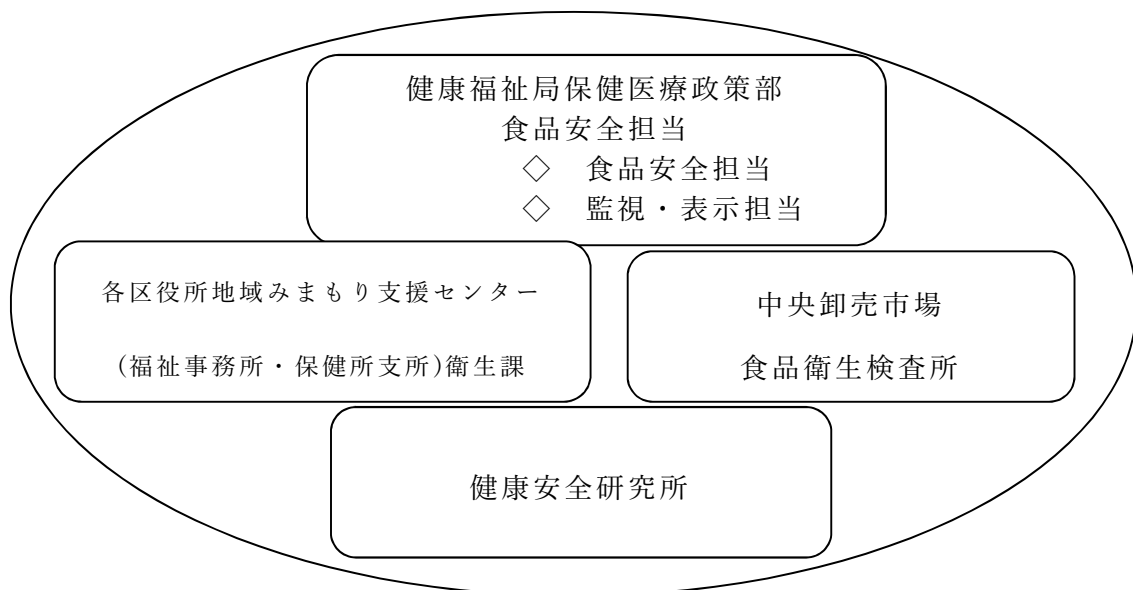 健康福祉局保健医療政策部
食品安全担当
◇ 食品安全担当
◇ 監視・表示担当
各区役所地域みまもり支援センター
(福祉事務所・保健所支所)衛生課
中央卸売市場
食品衛生検査所
健康安全研究所